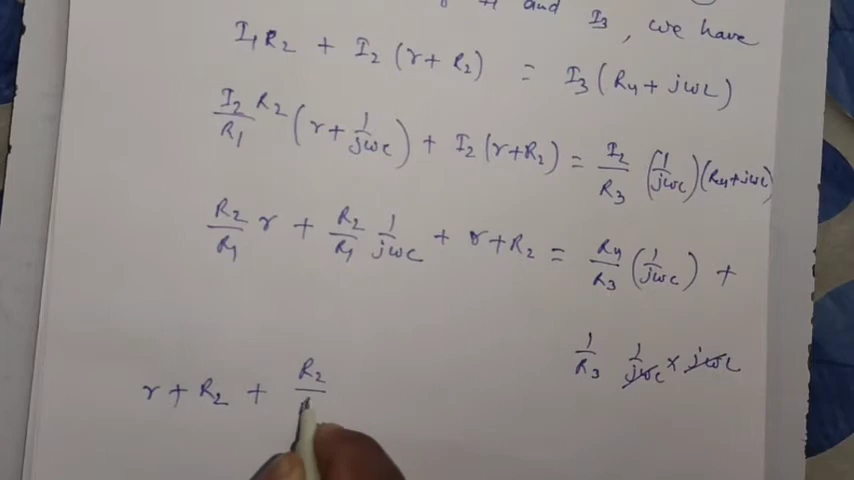 and I₃, we have
I₁R₂ + I₂(r+R₂) = I₃(R₄+jωL)
I₂/R₁ R₂(r+1/jωc) + I₂(r+R₂) = I₂/R₃ (1/jωc)(R₄+jωL)
R₂/R₁ r + R₂/R₁ 1/jωc + r+R₂ = R₄/R₃ (1/jωc) +
1/R₃ 1/jωc × jωL
r + R₂ + R₂